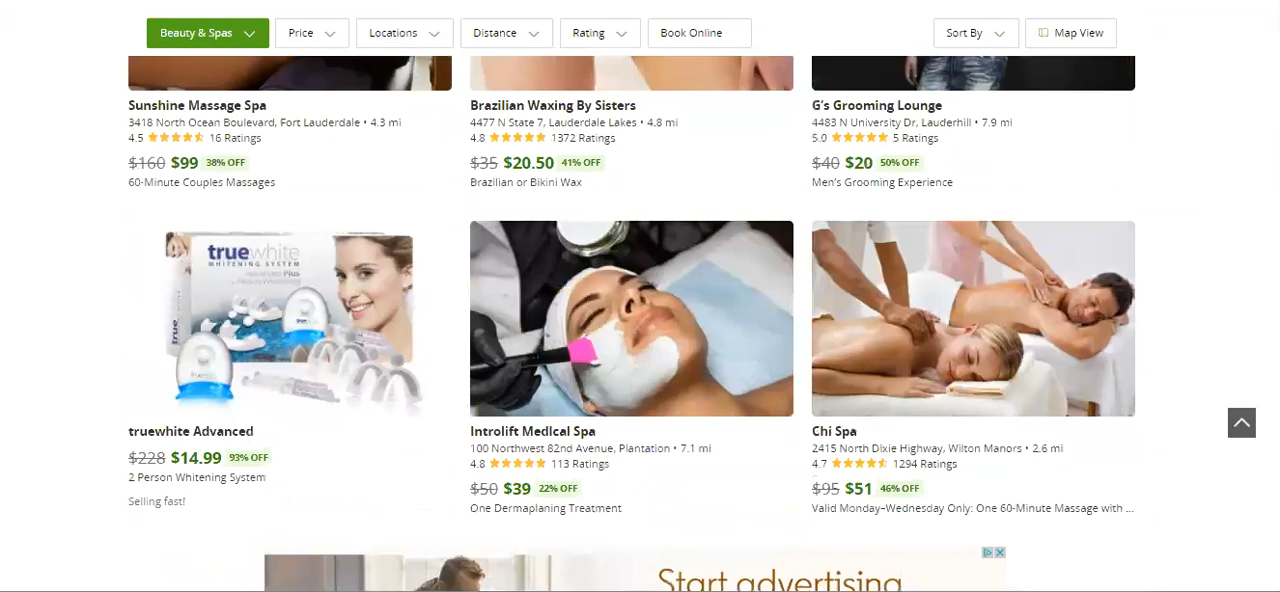 Beauty & Spas
Price
Locations
Distance
Rating
Book Online
Sort By
Map View
Sunshine Massage Spa
3418 North Ocean Boulevard, Fort Lauderdale • 4.3 mi
4.5 16 Ratings
$160 $99 38% OFF
60-Minute Couples Massages
Brazilian Waxing By Sisters
4477 N State 7, Lauderdale Lakes • 4.8 mi
4.8 1372 Ratings
$35 $20.50 41% OFF
Brazilian or Bikini Wax
G's Grooming Lounge
4483 N University Dr, Lauderhill • 7.9 mi
5.0 5 Ratings
$40 $20 50% OFF
Men's Grooming Experience
truewhite
WHITENING SYSTEM
truewhite Advanced
$228 $14.99 93% OFF
2 Person Whitening System
Selling fast!
Introlift Medical Spa
100 Northwest 82nd Avenue, Plantation • 7.1 mi
4.8 113 Ratings
$50 $39 22% OFF
One Dermaplaning Treatment
Chi Spa
2415 North Dixie Highway, Wilton Manors • 2.6 mi
4.7 1294 Ratings
$95 $51 46% OFF
Valid Monday–Wednesday Only: One 60-Minute Massage with ...
Start advertising